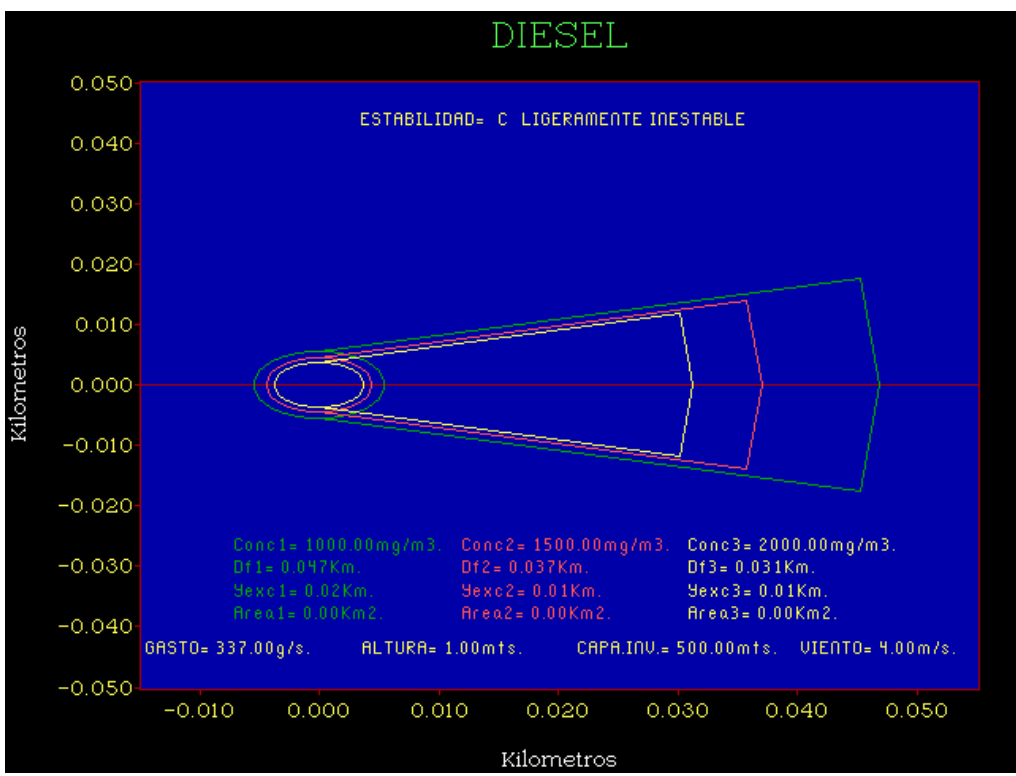 DIESEL
0.050
ESTABILIDAD= C LIGERAMENTE INESTABLE
0.040
0.030
0.020
0.010
0.000
-0.010
-0.020
-0.030
-0.040
-0.050
Kilometros
Conc1= 1000.00mg/m3. Conc2= 1500.00mg/m3. Conc3= 2000.00mg/m3.
Df1= 0.047Km. Df2= 0.037Km. Df3= 0.031Km.
Yexc1= 0.02Km. Yexc2= 0.01Km. Yexc3= 0.01Km.
Area1= 0.00Km2. Area2= 0.00Km2. Area3= 0.00Km2.
GASTO= 337.00g/s. ALTURA= 1.00mts. CAPA.INV.= 500.00mts. VIENTO= 4.00m/s.
-0.010 0.000 0.010 0.020 0.030 0.040 0.050
Kilometros